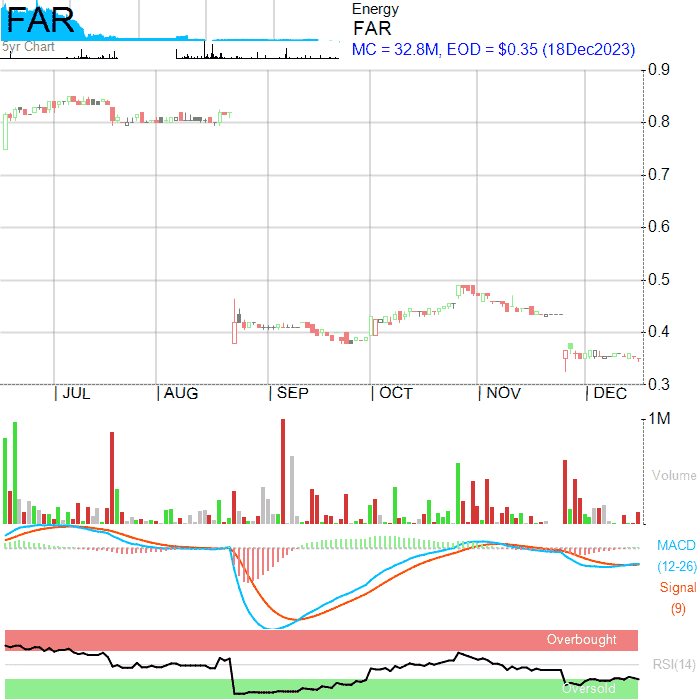 FAR
5yr Chart
Energy
FAR
MC = 32.8M, EOD = $0.35 (18Dec2023)
0.9
0.8
0.7
0.6
0.5
0.4
0.3
JUL AUG SEP OCT NOV DEC
1M
Volume
MACD
(12-26)
Signal
(9)
Overbought
RSI(14)
Oversold